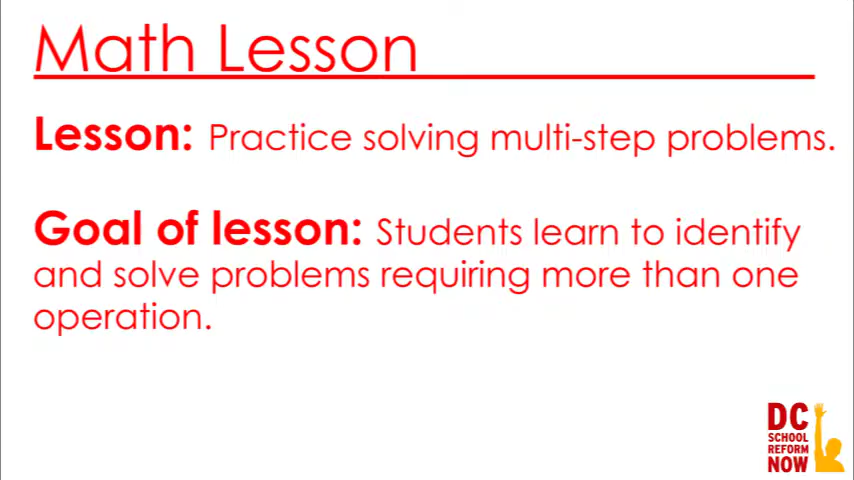 Math Lesson
Lesson: Practice solving multi-step problems.
Goal of lesson: Students learn to identify
and solve problems requiring more than one
operation.
DC
SCHOOL
REFORM
NOW